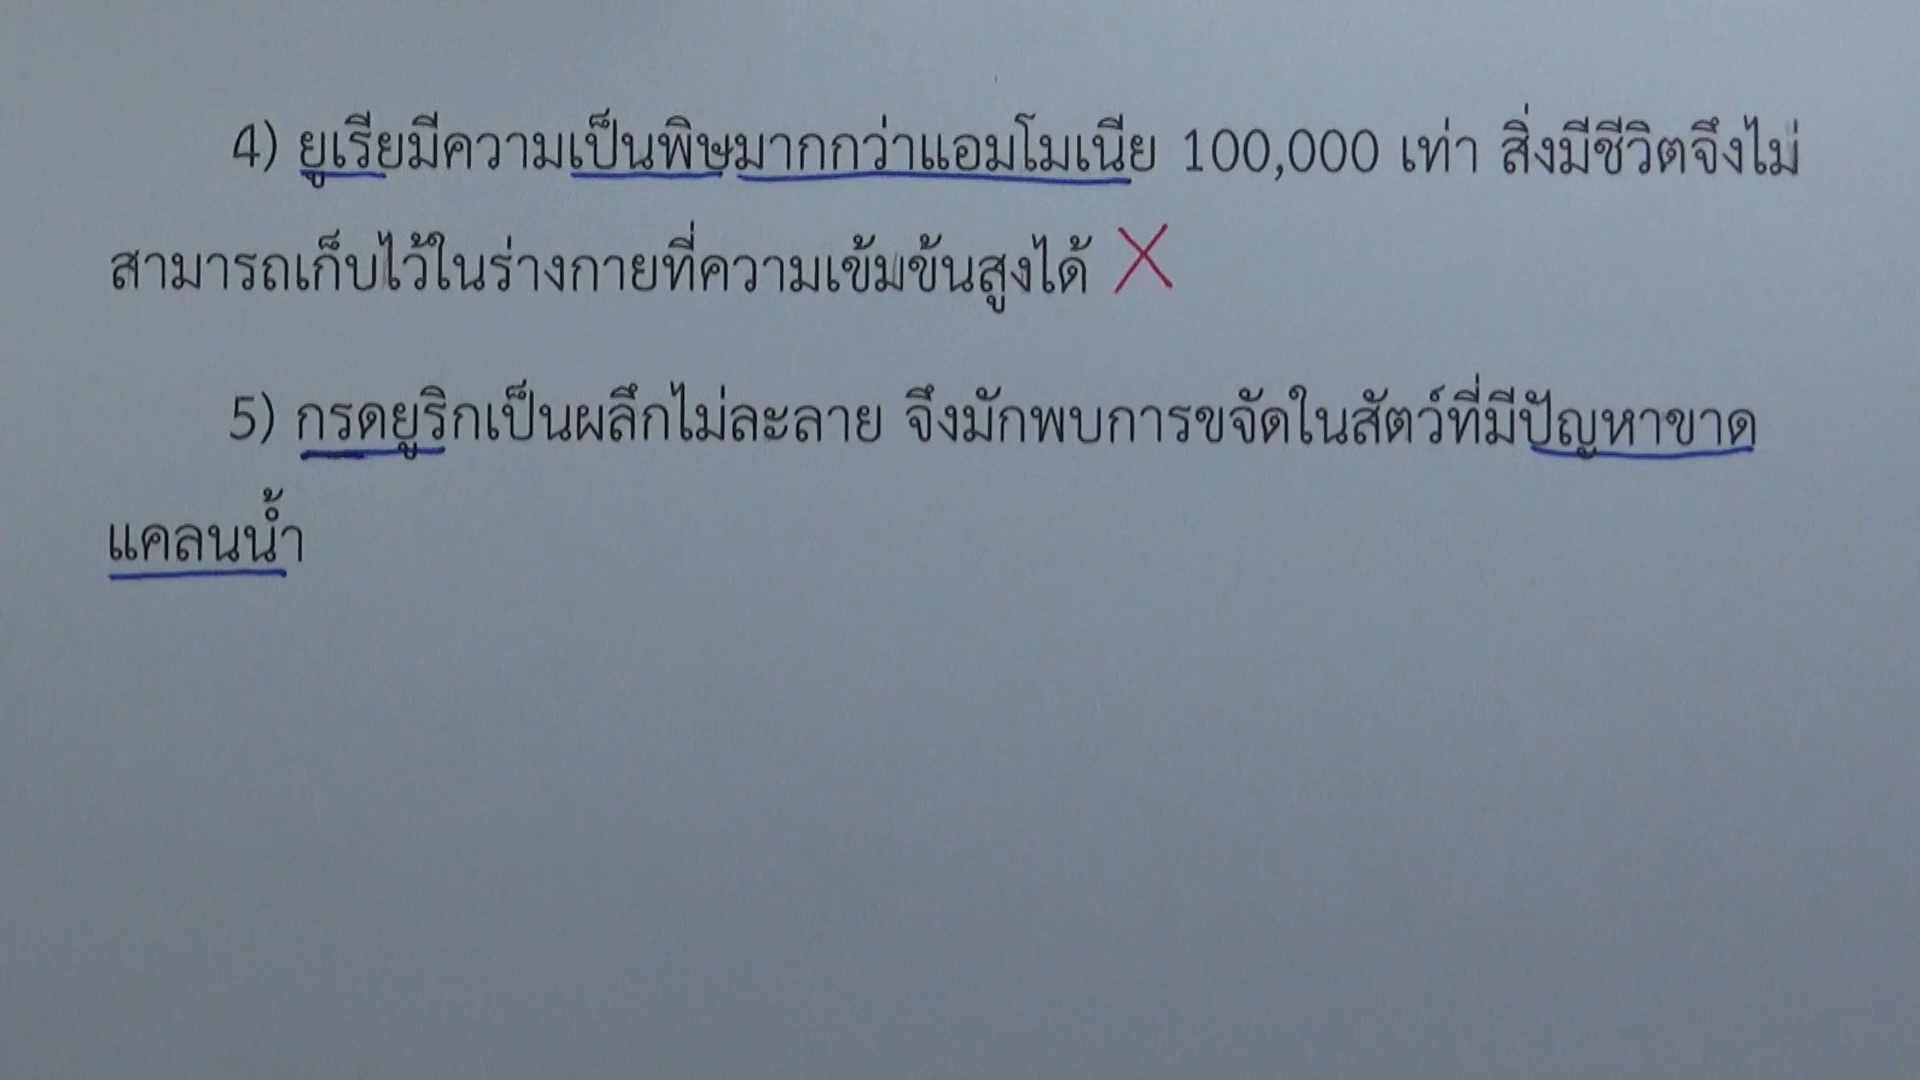 4) ยูเรียมีความเป็นพิษมากกว่าแอมโมเนีย 100,000 เท่า สิ่งมีชีวิตจึงไม่
สามารถเก็บไว้ในร่างกายที่ความเข้มข้นสูงได้ X
5) กรดยูริกเป็นผลึกไม่ละลาย จึงมักพบการขจัดในสัตว์ที่มีปัญหาขาด
แคลนน้ำ